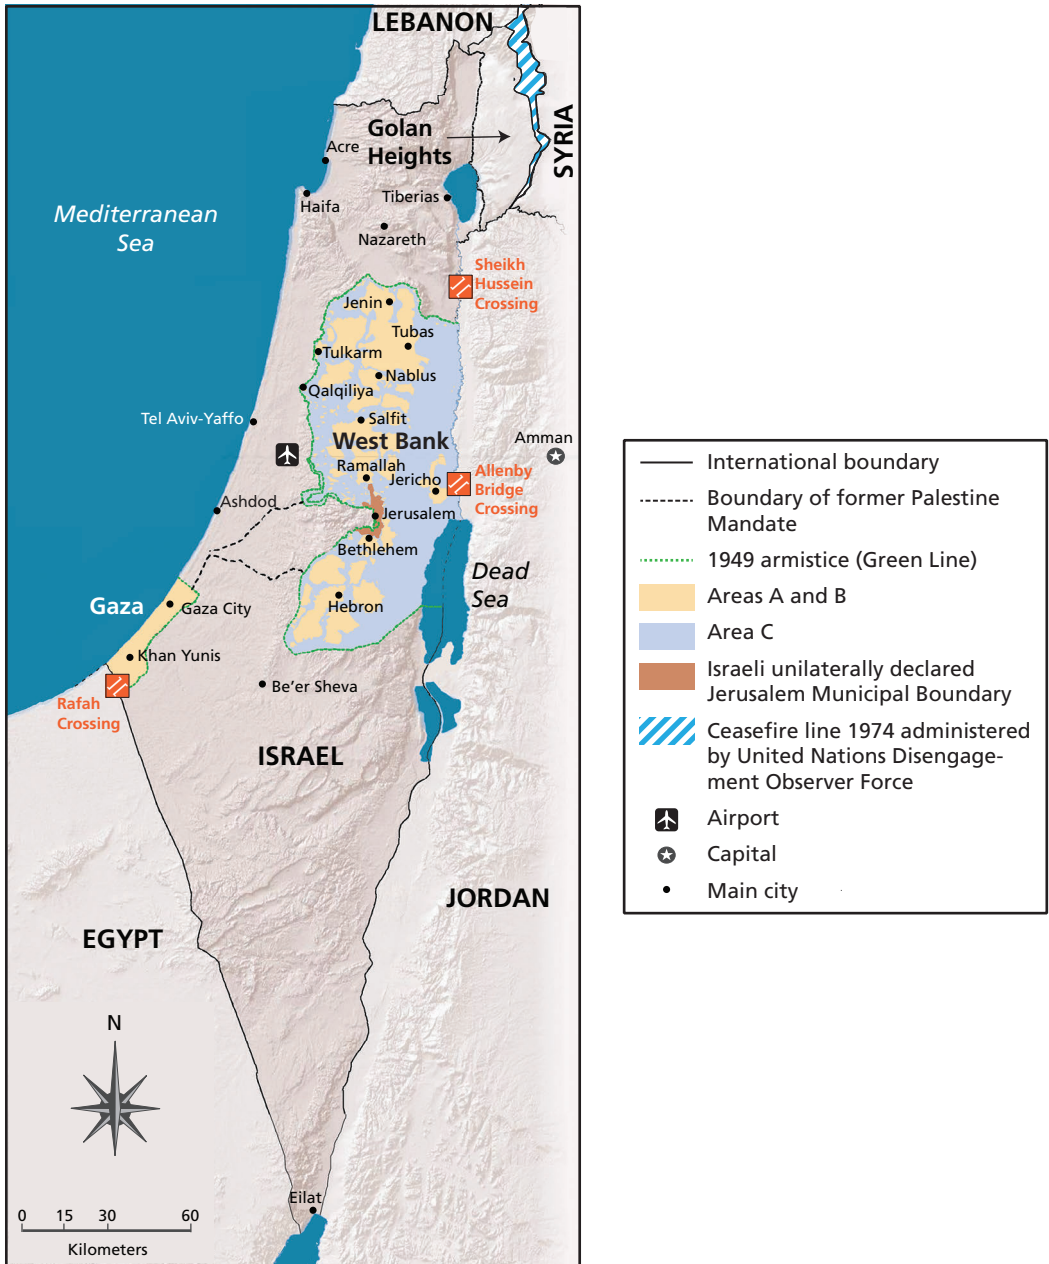 LEBANON
SYRIA
Golan
Heights
Acre
Haifa
Tiberias
Nazareth
Mediterranean
Sea
Sheikh
Hussein
Crossing
Jenin
Tubas
Tulkarm
Nablus
Qalqiliya
Salfit
Tel Aviv-Yaffo
West Bank
Amman
Ramallah
Jericho
Allenby
Bridge
Crossing
Ashdod
Jerusalem
Bethlehem
Dead
Sea
Gaza
Gaza City
Hebron
Khan Yunis
Be'er Sheva
Rafah
Crossing
ISRAEL
JORDAN
EGYPT
N
Eilat
0 15 30 60
Kilometers
International boundary
Boundary of former Palestine
Mandate
1949 armistice (Green Line)
Areas A and B
Area C
Israeli unilaterally declared
Jerusalem Municipal Boundary
Ceasefire line 1974 administered
by United Nations Disengage-
ment Observer Force
Airport
Capital
Main city